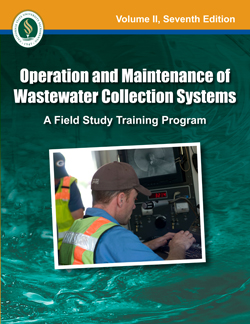 Volume II, Seventh Edition
Operation and Maintenance of
Wastewater Collection Systems
A Field Study Training Program